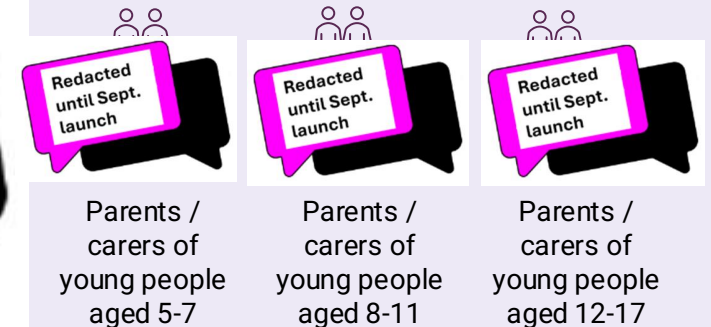 Redacted
until Sept.
launch
Redacted
until Sept.
launch
Redacted
until Sept.
launch
Parents /
carers of
young people
aged 5-7
Parents /
carers of
young people
aged 8-11
Parents /
carers of
young people
aged 12-17